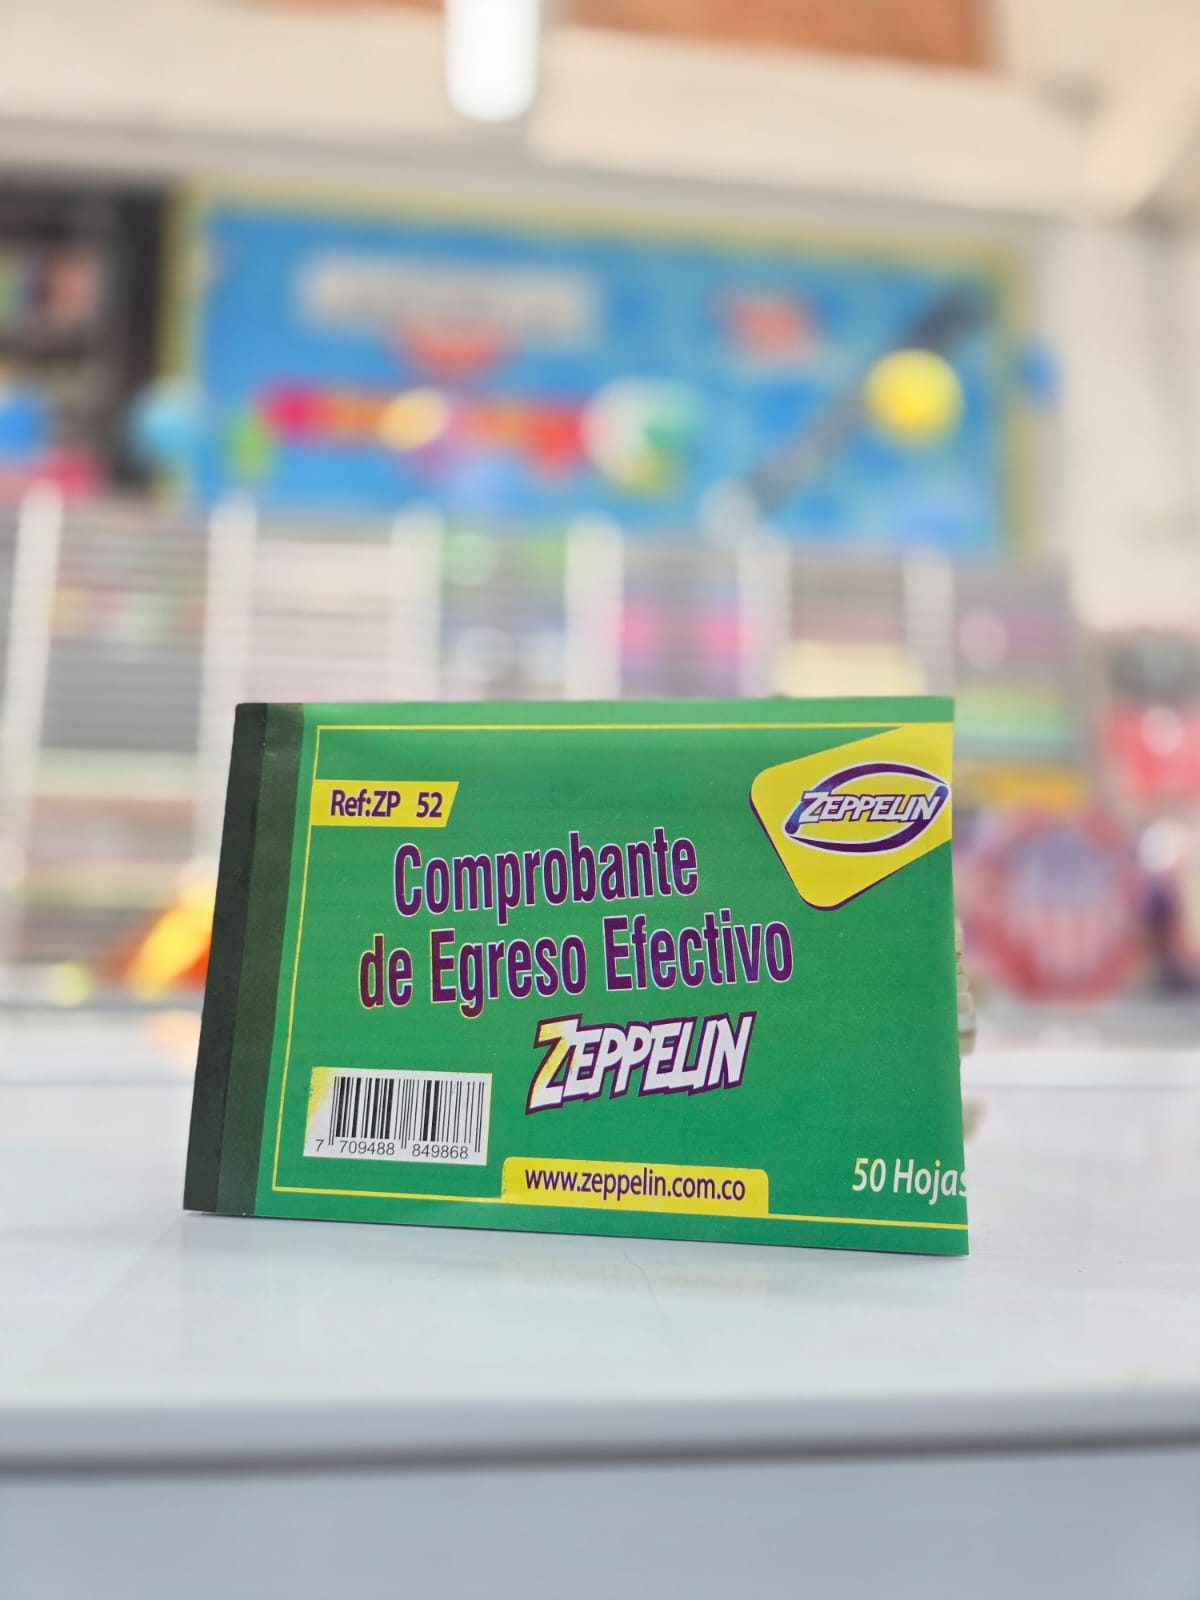 Ref:ZP 52
ZEPPELIN
Comprobante
de Egreso Efectivo
ZEPPELIN
7 709488 849868
www.zeppelin.com.co
50 Hojas